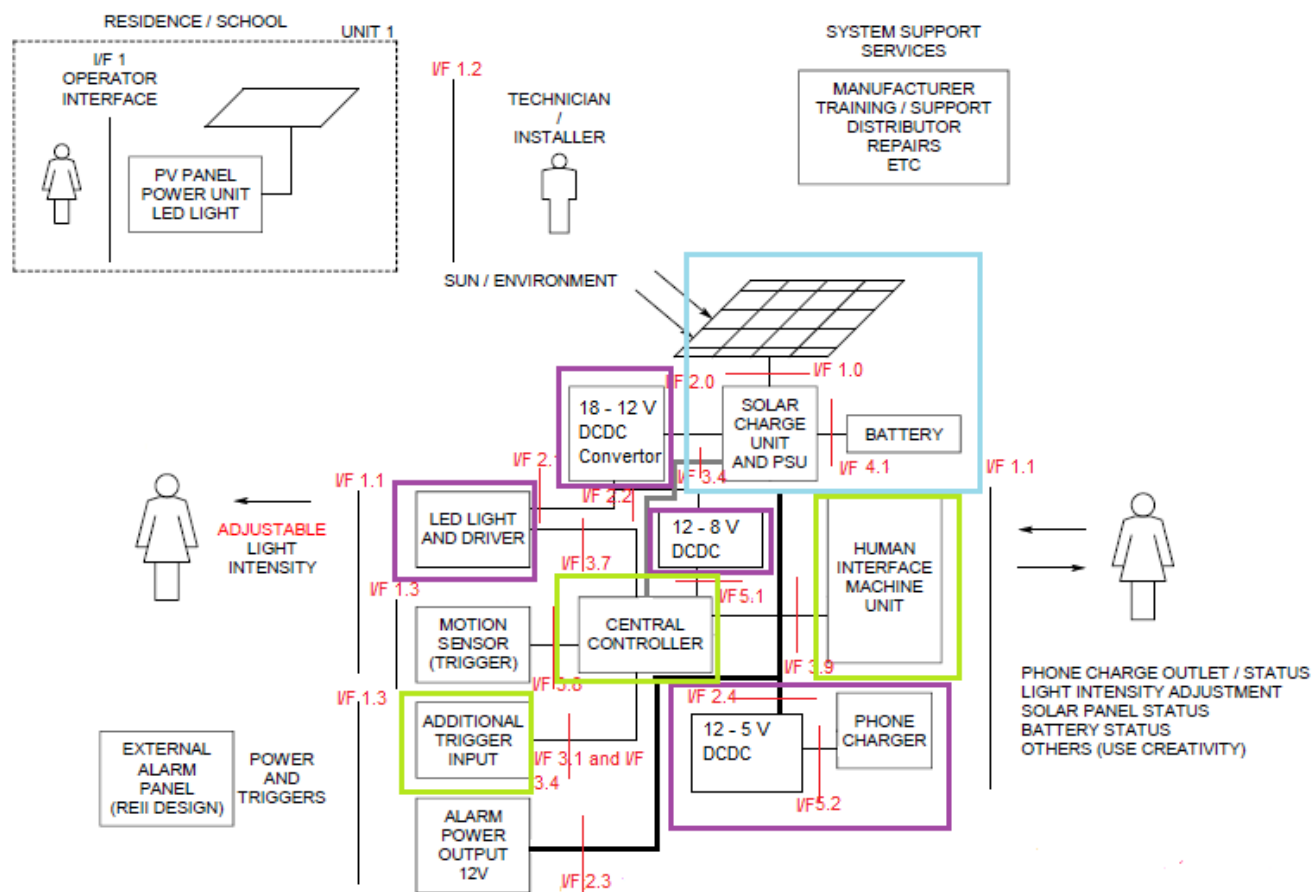 RESIDENCE / SCHOOL
UNIT 1
I/F 1
OPERATOR
INTERFACE
PV PANEL
POWER UNIT
LED LIGHT
I/F 1.2
TECHNICIAN
/
INSTALLER
SYSTEM SUPPORT
SERVICES
MANUFACTURER
TRAINING / SUPPORT
DISTRIBUTOR
REPAIRS
ETC
SUN / ENVIRONMENT
I/F 2.0
I/F 1.0
18 - 12 V
DCDC
Convertor
SOLAR
CHARGE
UNIT
AND PSU
BATTERY
I/F 2.1
I/F 3.4
I/F 4.1
I/F 1.1
I/F 1.1
I/F 2.2
ADJUSTABLE
LIGHT
INTENSITY
LED LIGHT
AND DRIVER
12 - 8 V
DCDC
HUMAN
INTERFACE
MACHINE
UNIT
I/F 3.7
I/F 1.3
I/F5.1
MOTION
SENSOR
(TRIGGER)
CENTRAL
CONTROLLER
I/F 3.9
I/F 3.8
I/F 1.3
I/F 2.4
PHONE CHARGE OUTLET / STATUS
LIGHT INTENSITY ADJUSTMENT
SOLAR PANEL STATUS
BATTERY STATUS
OTHERS (USE CREATIVITY)
ADDITIONAL
TRIGGER
INPUT
12 - 5 V
DCDC
PHONE
CHARGER
EXTERNAL
ALARM
PANEL
(REII DESIGN)
POWER
AND
TRIGGERS
I/F 3.1 and I/F
3.4
I/F5.2
ALARM
POWER
OUTPUT
12V
I/F 2.3